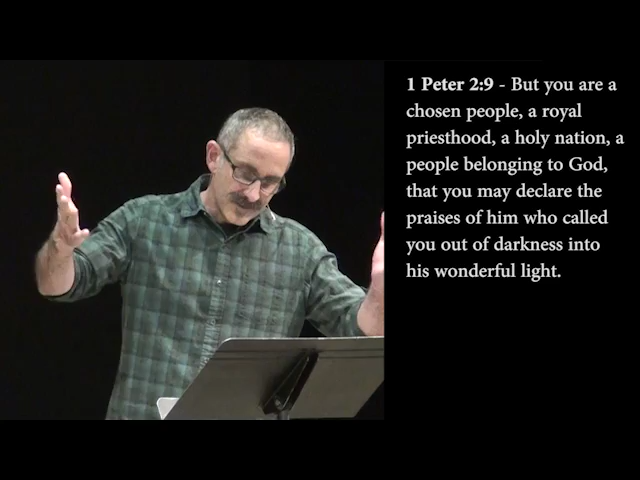 1 Peter 2:9 - But you are a
chosen people, a royal
priesthood, a holy nation, a
people belonging to God,
that you may declare the
praises of him who called
you out of darkness into
his wonderful light.